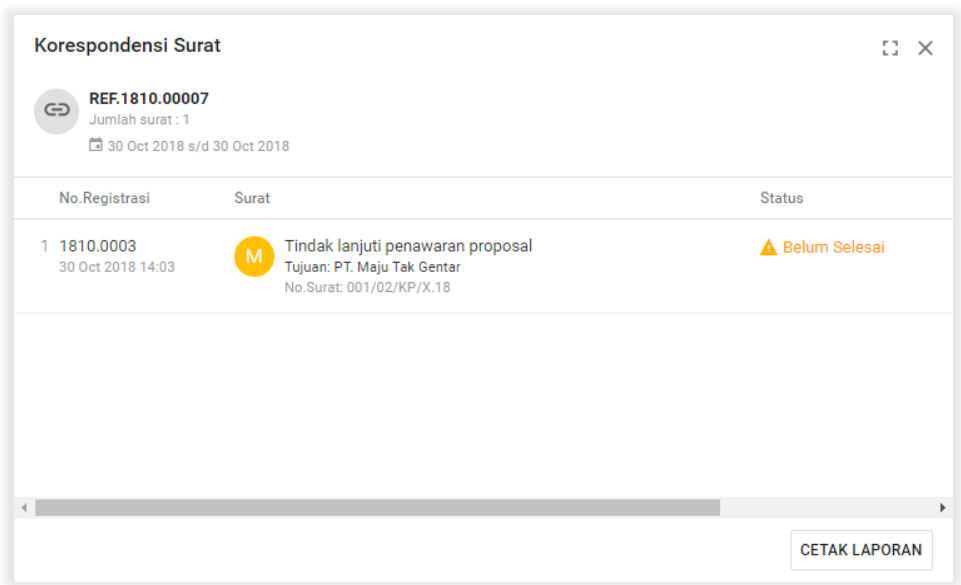 Korespondensi Surat
REF.1810.00007
Jumlah surat : 1
30 Oct 2018 s/d 30 Oct 2018
No.Registrasi Surat Status
1 1810.0003 M Tindak lanjuti penawaran proposal Belum Selesai
30 Oct 2018 14:03 Tujuan: PT. Maju Tak Gentar
No.Surat: 001/02/KP/X.18
CETAK LAPORAN